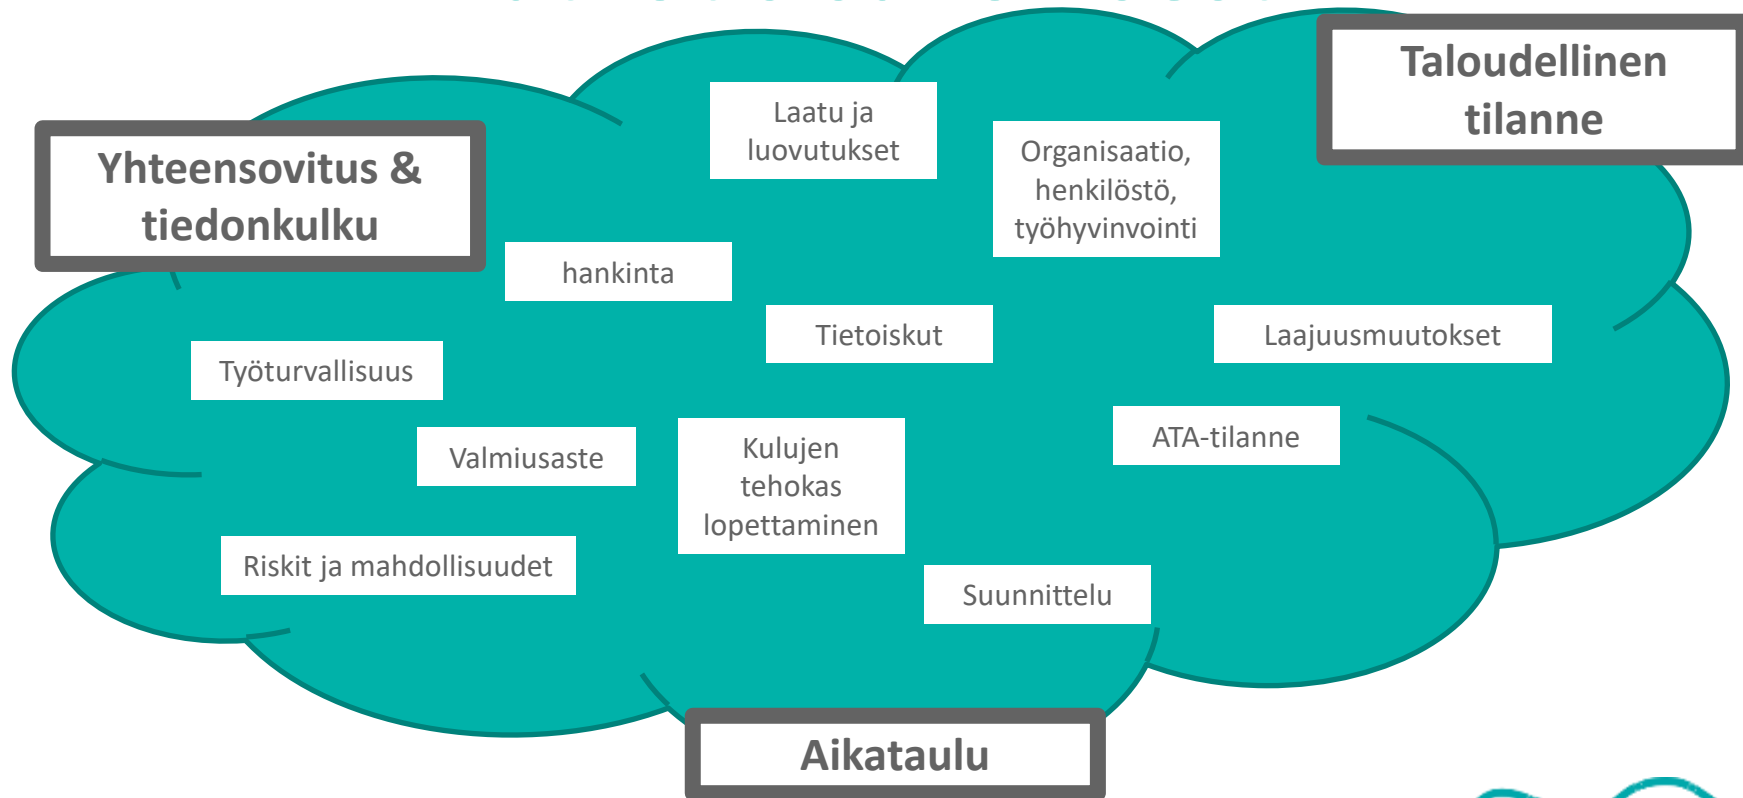 Taloudellinen
tilanne
Yhteensovitus &
tiedonkulku
Laatu ja
luovutukset
Organisaatio,
henkilöstö,
työhyvinvointi
hankinta
Tietoiskut
Laajuusmuutokset
Työturvallisuus
Valmiusaste
Kulujen
tehokas
lopettaminen
ATA-tilanne
Riskit ja mahdollisuudet
Suunnittelu
Aikataulu